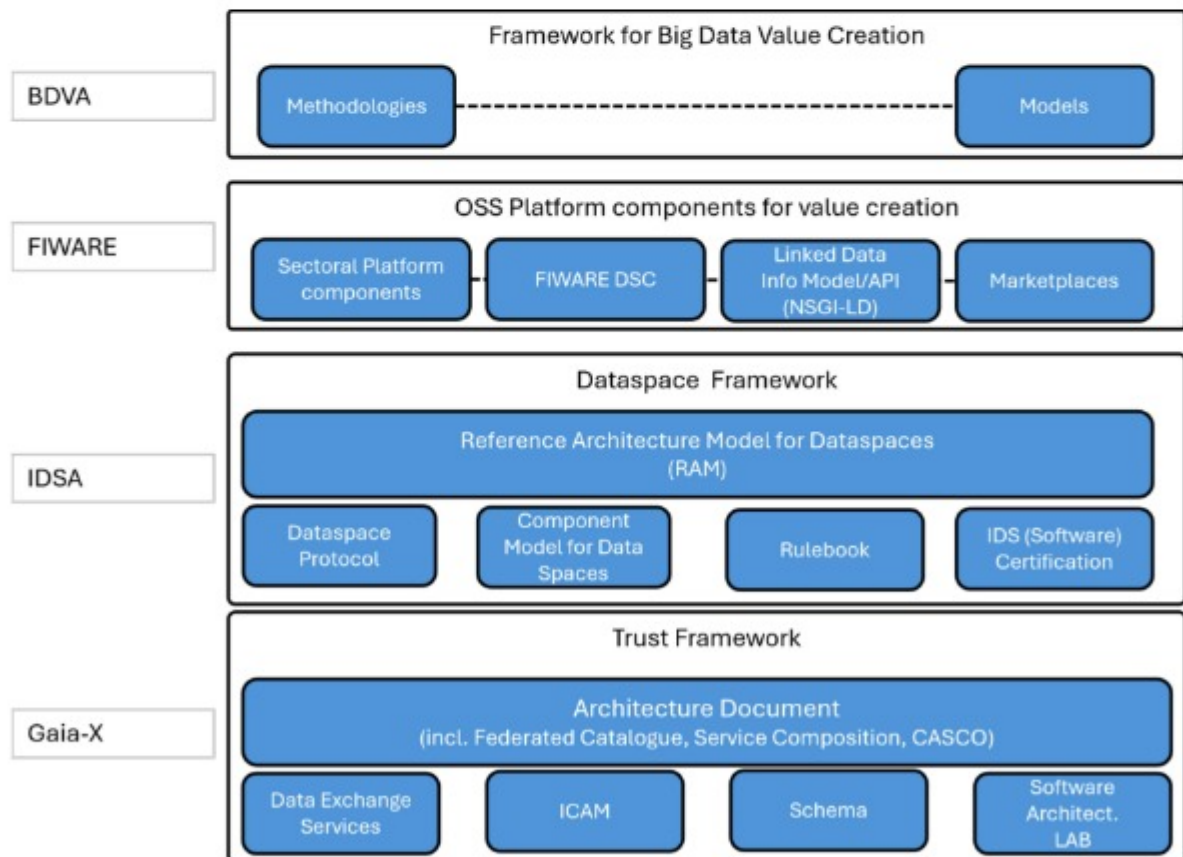 BDVA
Framework for Big Data Value Creation
Methodologies
Models
FIWARE
OSS Platform components for value creation
Sectoral Platform
components
FIWARE DSC
Linked Data
Info Model/API
(NSGI-LD)
Marketplaces
IDSA
Dataspace Framework
Reference Architecture Model for Dataspaces
(RAM)
Dataspace
Protocol
Component
Model for Data
Spaces
Rulebook
IDS (Software)
Certification
Gaia-X
Trust Framework
Architecture Document
(incl. Federated Catalogue, Service Composition, CASCO)
Data Exchange
Services
ICAM
Schema
Software
Architect.
LAB